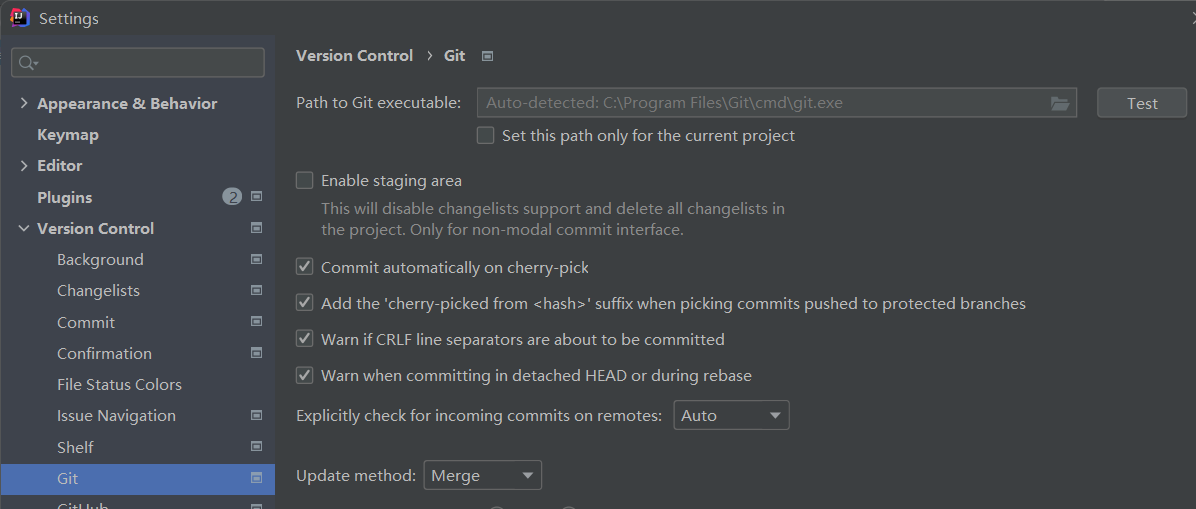 Settings
Appearance & Behavior
Keymap
Editor
Plugins 2
Version Control
Background
Changelists
Commit
Confirmation
File Status Colors
Issue Navigation
Shelf
Git
GitHub
Version Control › Git
Path to Git executable: Auto-detected: C:\Program Files\Git\cmd\git.exe Test
Set this path only for the current project
Enable staging area
This will disable changelists support and delete all changelists in
the project. Only for non-modal commit interface.
Commit automatically on cherry-pick
Add the 'cherry-picked from <hash>' suffix when picking commits pushed to protected branches
Warn if CRLF line separators are about to be committed
Warn when committing in detached HEAD or during rebase
Explicitly check for incoming commits on remotes: Auto
Update method: Merge